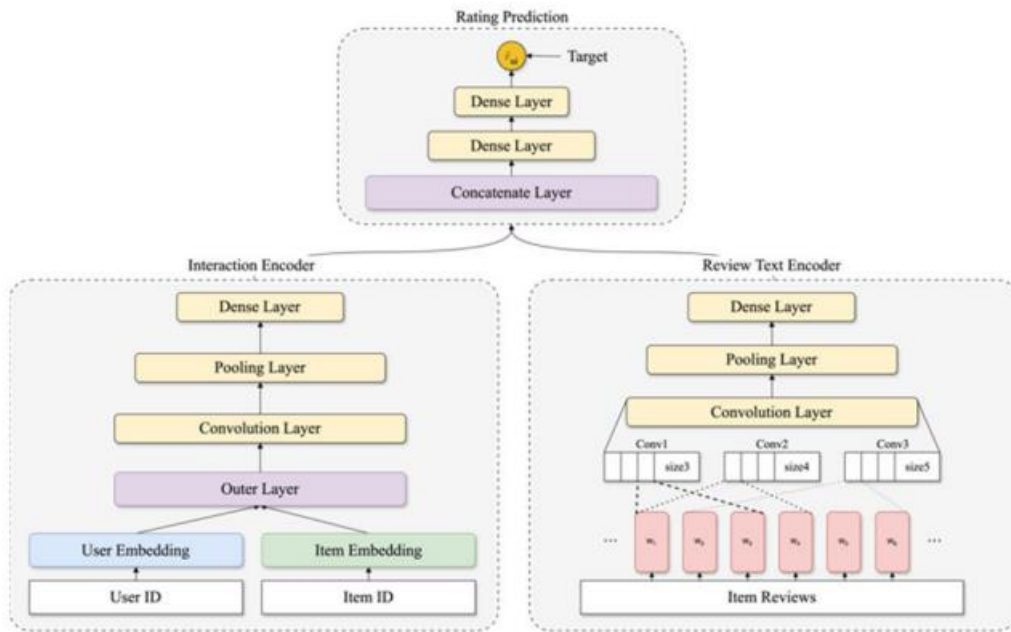 Rating Prediction
Target
Dense Layer
Dense Layer
Concatenate Layer
Interaction Encoder
Dense Layer
Pooling Layer
Convolution Layer
Outer Layer
User Embedding Item Embedding
User ID Item ID
Review Text Encoder
Dense Layer
Pooling Layer
Convolution Layer
Conv1 Conv2 Conv3
size3 size4 size5
... ...
Item Reviews